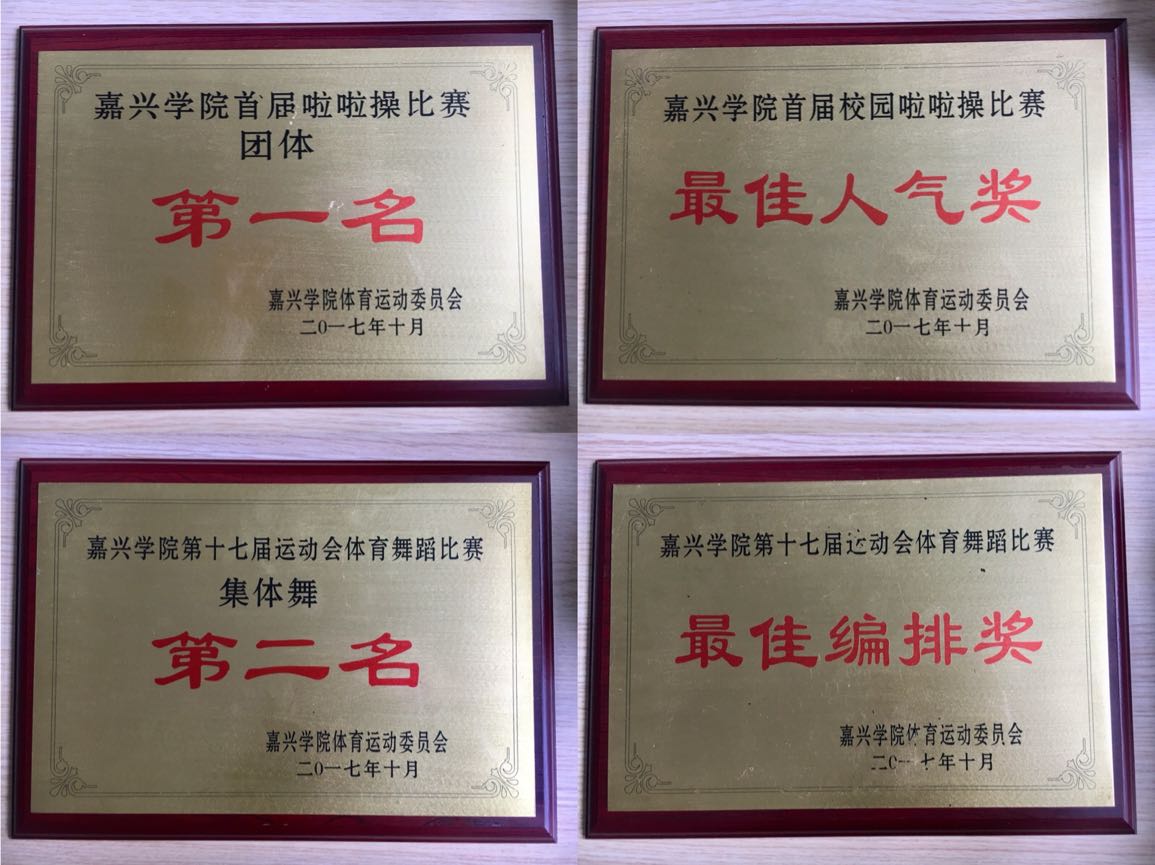 嘉兴学院首届啦啦操比赛
团体
第一名
嘉兴学院体育运动委员会
二〇一七年十月
嘉兴学院首届校园啦啦操比赛
最佳人气奖
嘉兴学院体育运动委员会
二〇一七年十月
嘉兴学院第十七届运动会体育舞蹈比赛
集体舞
第二名
嘉兴学院体育运动委员会
二〇一七年十月
嘉兴学院第十七届运动会体育舞蹈比赛
最佳编排奖
嘉兴学院体育运动委员会
二〇一七年十月